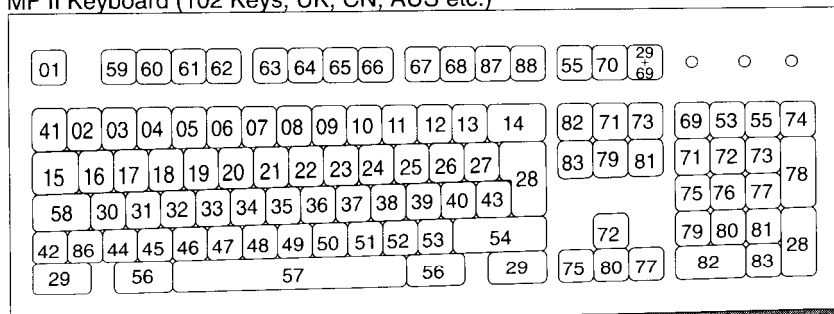 MF II Keyboard (102 Keys, UK, CN, AUS etc.)
01 59 60 61 62 63 64 65 66 67 68 87 88 55 70 29 + 69
41 02 03 04 05 06 07 08 09 10 11 12 13 14 82 71 73 69 53 55 74
15 16 17 18 19 20 21 22 23 24 25 26 27 28 83 79 81 71 72 73 78
58 30 31 32 33 34 35 36 37 38 39 40 43 75 76 77
42 86 44 45 46 47 48 49 50 51 52 53 54 72 79 80 81 28
29 56 57 56 29 75 80 77 82 83